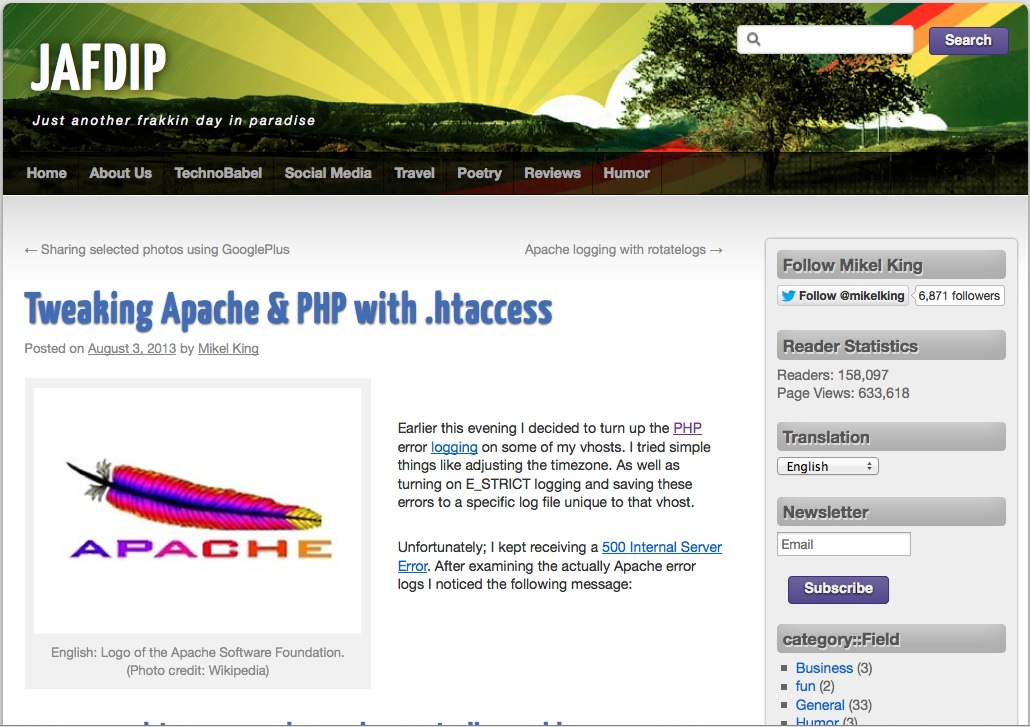 JAFDIP
Just another frakkin day in paradise
Search
Home About Us TechnoBabel Social Media Travel Poetry Reviews Humor
← Sharing selected photos using GooglePlus
Apache logging with rotatelogs →
Tweaking Apache & PHP with .htaccess
Posted on August 3, 2013 by Mikel King
APACHE
English: Logo of the Apache Software Foundation.
(Photo credit: Wikipedia)
Earlier this evening I decided to turn up the PHP
error logging on some of my vhosts. I tried simple
things like adjusting the timezone. As well as
turning on E_STRICT logging and saving these
errors to a specific log file unique to that vhost.
Unfortunately; I kept receiving a 500 Internal Server
Error. After examining the actually Apache error
logs I noticed the following message:
Follow Mikel King
Follow @mikelking 6,871 followers
Reader Statistics
Readers: 158,097
Page Views: 633,618
Translation
English
Newsletter
Email
Subscribe
category::Field
Business (3)
fun (2)
General (33)
Humor (3)